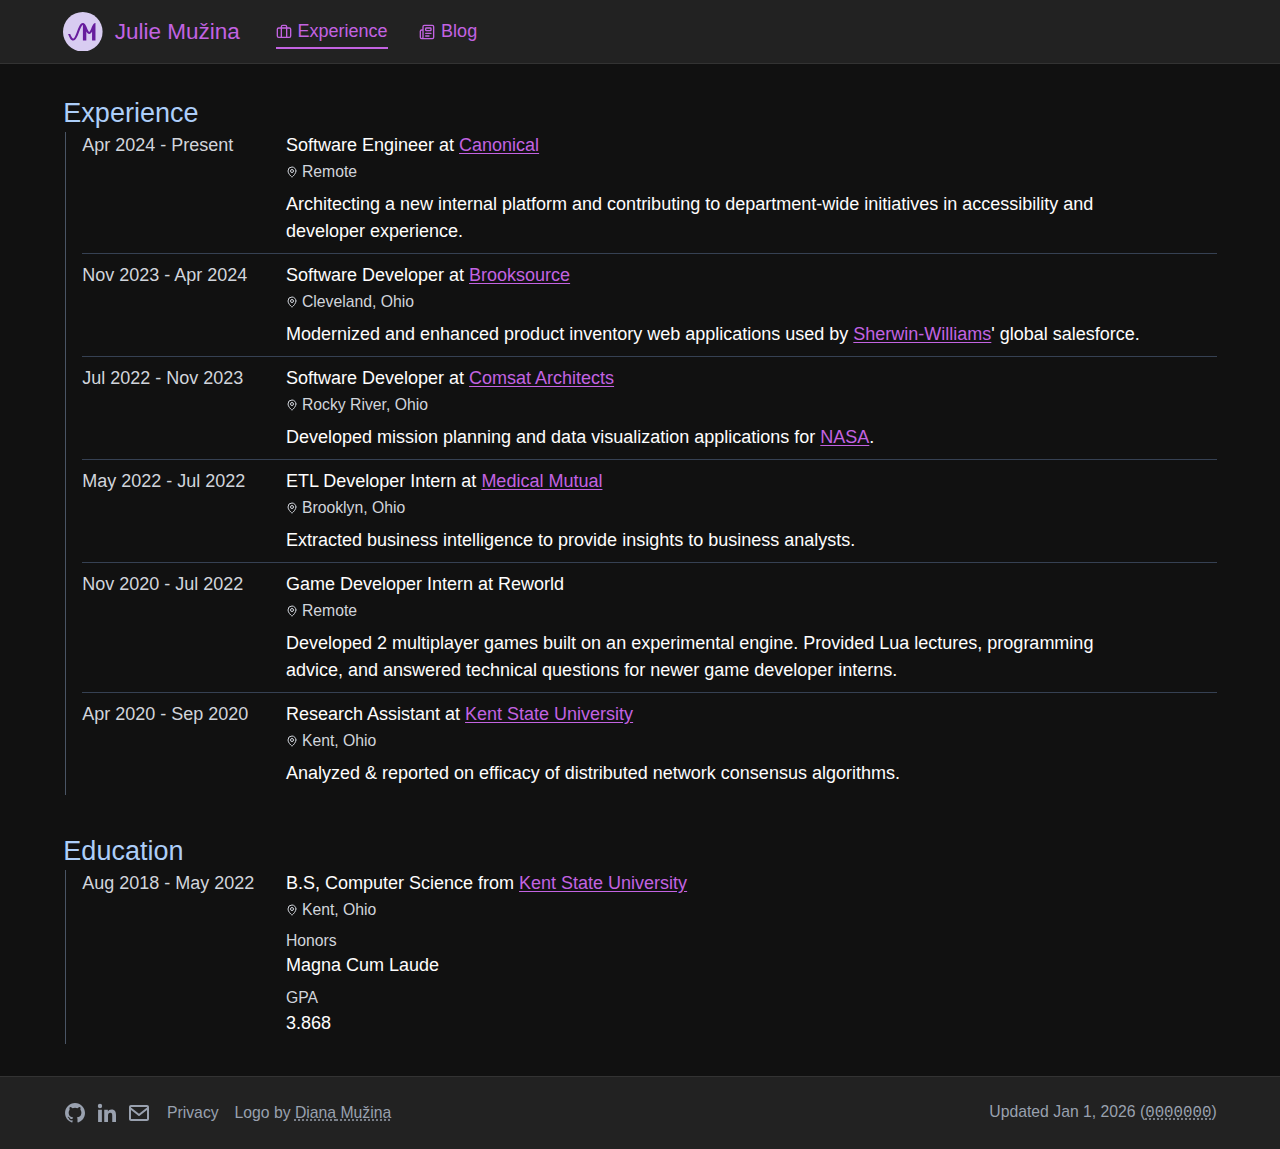 Julie Mužina
Experience
Blog
Experience
Apr 2024 - Present
Software Engineer at Canonical
Remote
Architecting a new internal platform and contributing to department-wide initiatives in accessibility and
developer experience.
Nov 2023 - Apr 2024
Software Developer at Brooksource
Cleveland, Ohio
Modernized and enhanced product inventory web applications used by Sherwin-Williams' global salesforce.
Jul 2022 - Nov 2023
Software Developer at Comsat Architects
Rocky River, Ohio
Developed mission planning and data visualization applications for NASA.
May 2022 - Jul 2022
ETL Developer Intern at Medical Mutual
Brooklyn, Ohio
Extracted business intelligence to provide insights to business analysts.
Nov 2020 - Jul 2022
Game Developer Intern at Reworld
Remote
Developed 2 multiplayer games built on an experimental engine. Provided Lua lectures, programming
advice, and answered technical questions for newer game developer interns.
Apr 2020 - Sep 2020
Research Assistant at Kent State University
Kent, Ohio
Analyzed & reported on efficacy of distributed network consensus algorithms.
Education
Aug 2018 - May 2022
B.S, Computer Science from Kent State University
Kent, Ohio
Honors
Magna Cum Laude
GPA
3.868
Privacy
Logo by Diana Mužina
Updated Jan 1, 2026 (0000000)